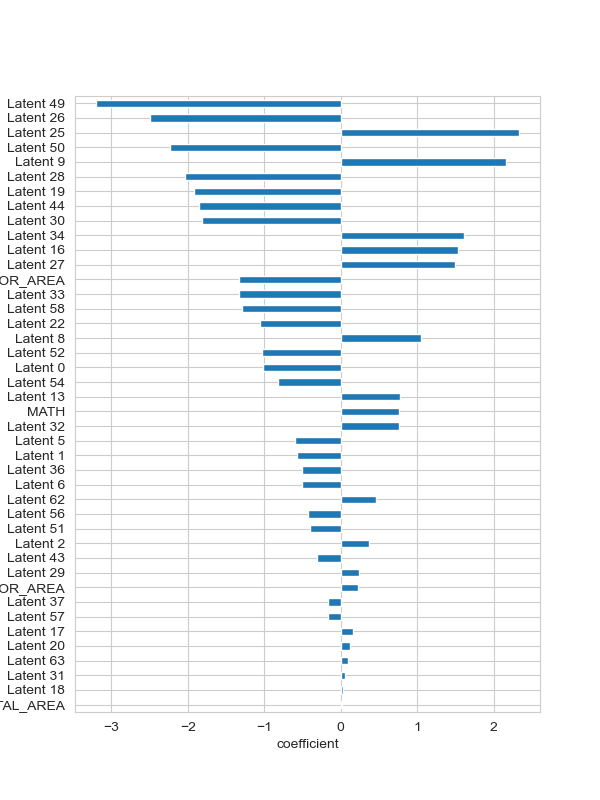 Latent 49
Latent 26
Latent 25
Latent 50
Latent 9
Latent 28
Latent 19
Latent 44
Latent 30
Latent 34
Latent 16
Latent 27
OR_AREA
Latent 33
Latent 58
Latent 22
Latent 8
Latent 52
Latent 0
Latent 54
Latent 13
MATH
Latent 32
Latent 5
Latent 1
Latent 36
Latent 6
Latent 62
Latent 56
Latent 51
Latent 2
Latent 43
Latent 29
OR_AREA
Latent 37
Latent 57
Latent 17
Latent 20
Latent 63
Latent 31
Latent 18
TAL_AREA
−3 −2 −1 0 1 2
coefficient